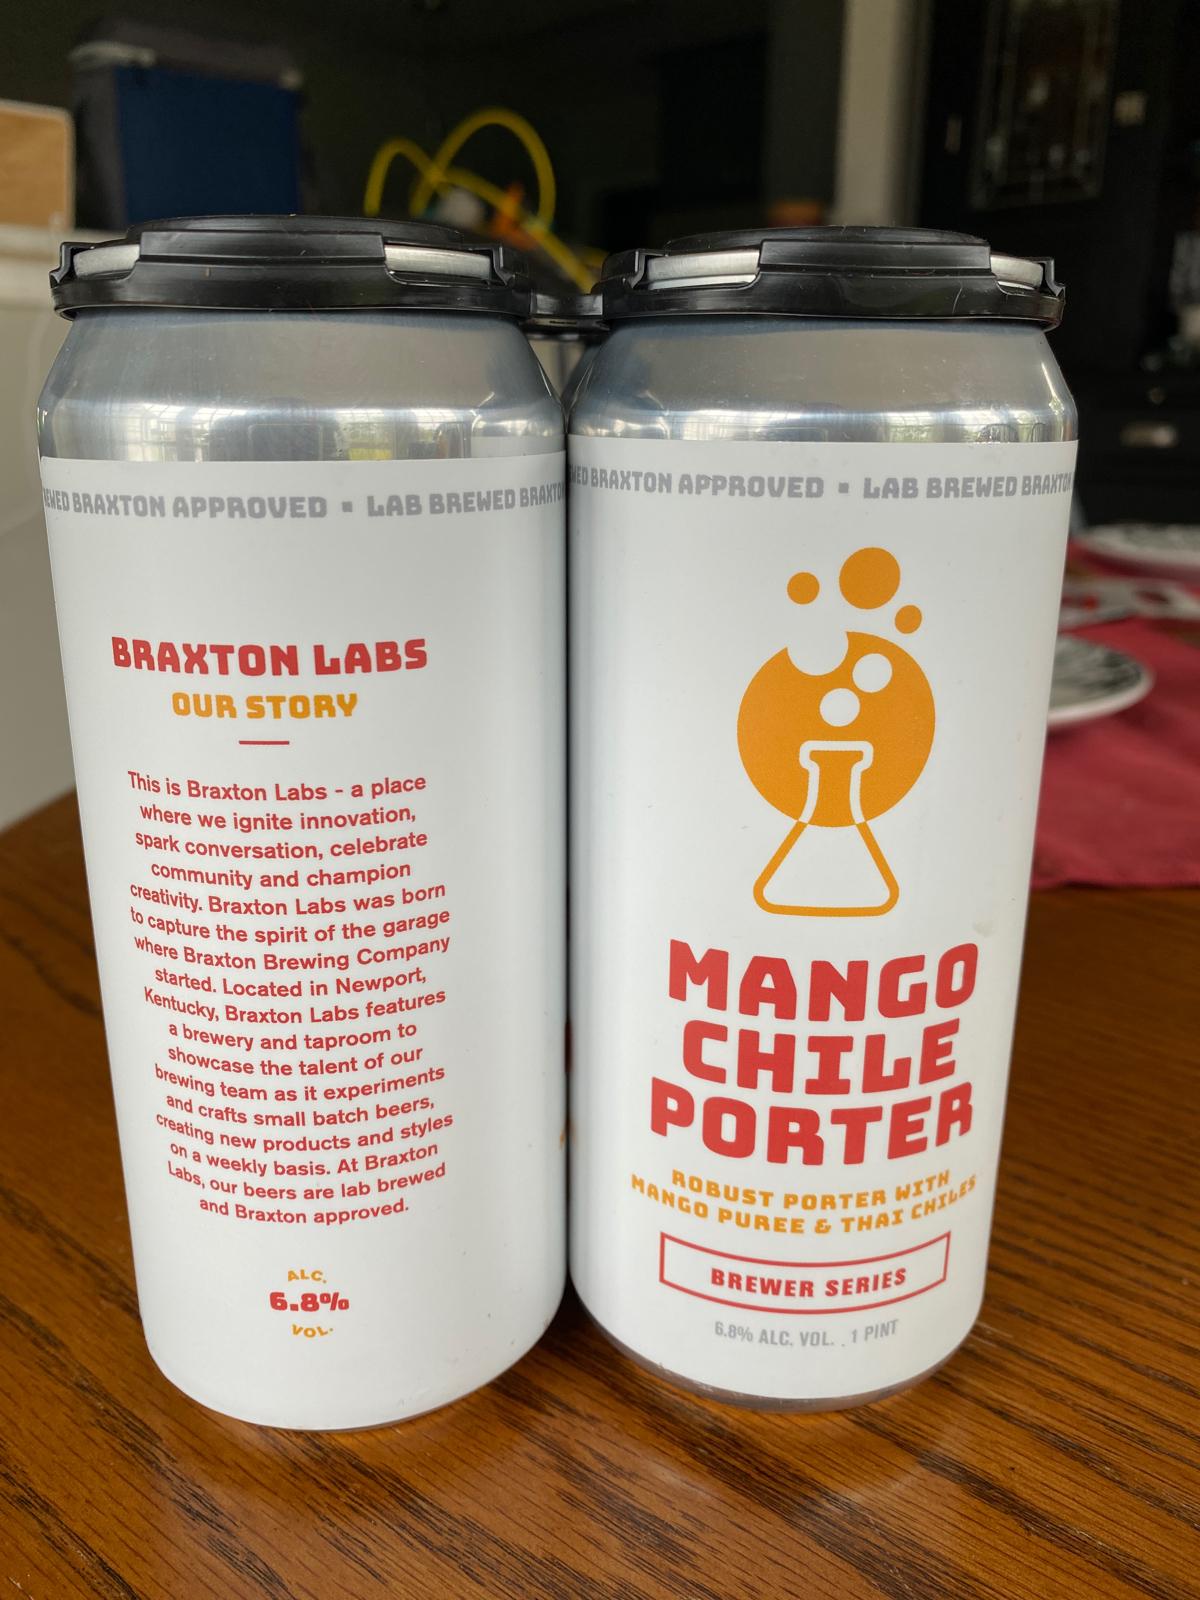 BRAXTON APPROVED ▪ LAB BREWED BRAXTON
BRAXTON LABS
OUR STORY
This is Braxton Labs - a place
where we ignite innovation,
spark conversation, celebrate
community and champion
creativity. Braxton Labs was born
to capture the spirit of the garage
where Braxton Brewing Company
started. Located in Newport,
Kentucky, Braxton Labs features
a brewery and taproom to
showcase the talent of our
brewing team as it experiments
and crafts small batch beers,
creating new products and styles
on a weekly basis. At Braxton
Labs, our beers are lab brewed
and Braxton approved.
ALC.
6.8%
VOL.
BRAXTON APPROVED ▪ LAB BREWED BRAXTON
MANGO
CHILE
PORTER
ROBUST PORTER WITH
MANGO PUREE & THAI CHILES
BREWER SERIES
6.8% ALC. VOL. . 1 PINT